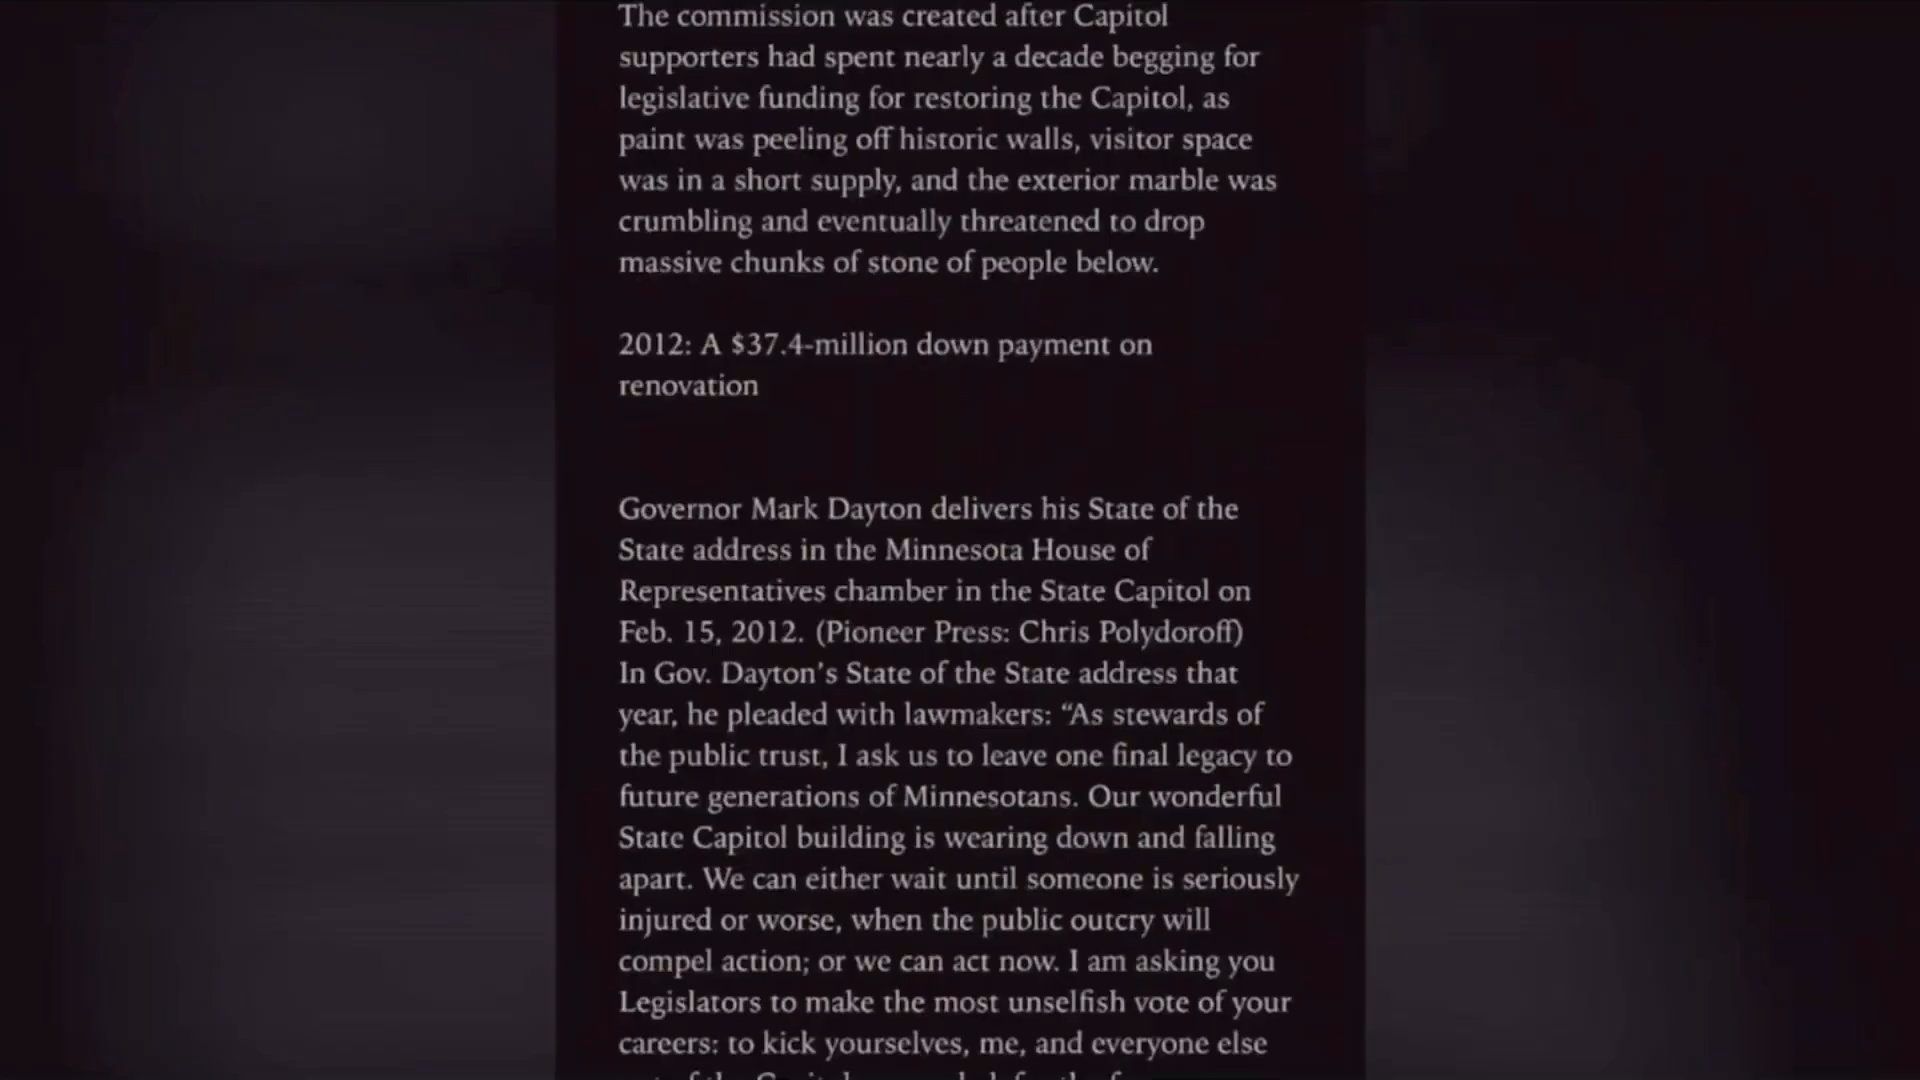 The commission was created after Capitol
supporters had spent nearly a decade begging for
legislative funding for restoring the Capitol, as
paint was peeling off historic walls, visitor space
was in a short supply, and the exterior marble was
crumbling and eventually threatened to drop
massive chunks of stone of people below.
2012: A $37.4-million down payment on
renovation
Governor Mark Dayton delivers his State of the
State address in the Minnesota House of
Representatives chamber in the State Capitol on
Feb. 15, 2012. (Pioneer Press: Chris Polydoroff)
In Gov. Dayton’s State of the State address that
year, he pleaded with lawmakers: “As stewards of
the public trust, I ask us to leave one final legacy to
future generations of Minnesotans. Our wonderful
State Capitol building is wearing down and falling
apart. We can either wait until someone is seriously
injured or worse, when the public outcry will
compel action; or we can act now. I am asking you
Legislators to make the most unselfish vote of your
careers: to kick yourselves, me, and everyone else